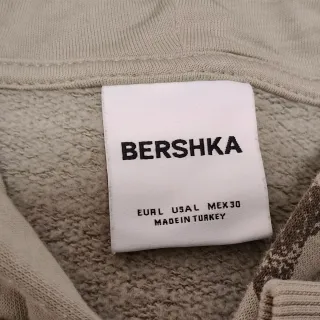 BERSHKA
EUR L USA L MEX 30
MADE IN TURKEY